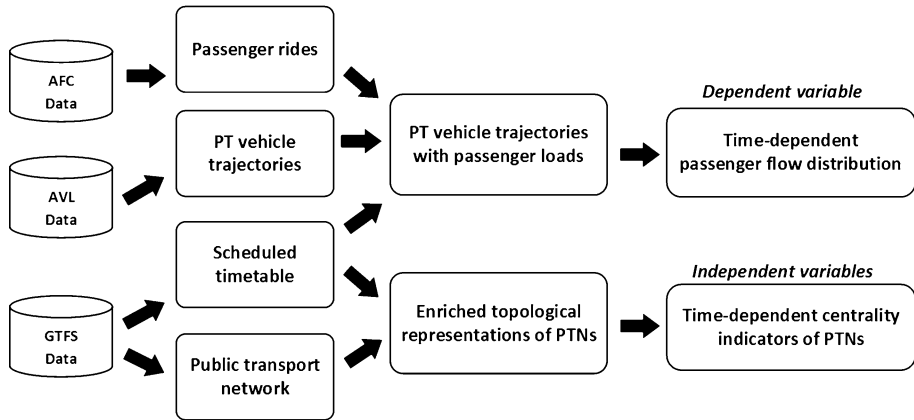 AFC
Data
AVL
Data
GTFS
Data
Passenger rides
PT vehicle
trajectories
Scheduled
timetable
Public transport
network
PT vehicle trajectories
with passenger loads
Enriched topological
representations of PTNs
Dependent variable
Time-dependent
passenger flow distribution
Independent variables
Time-dependent centrality
indicators of PTNs